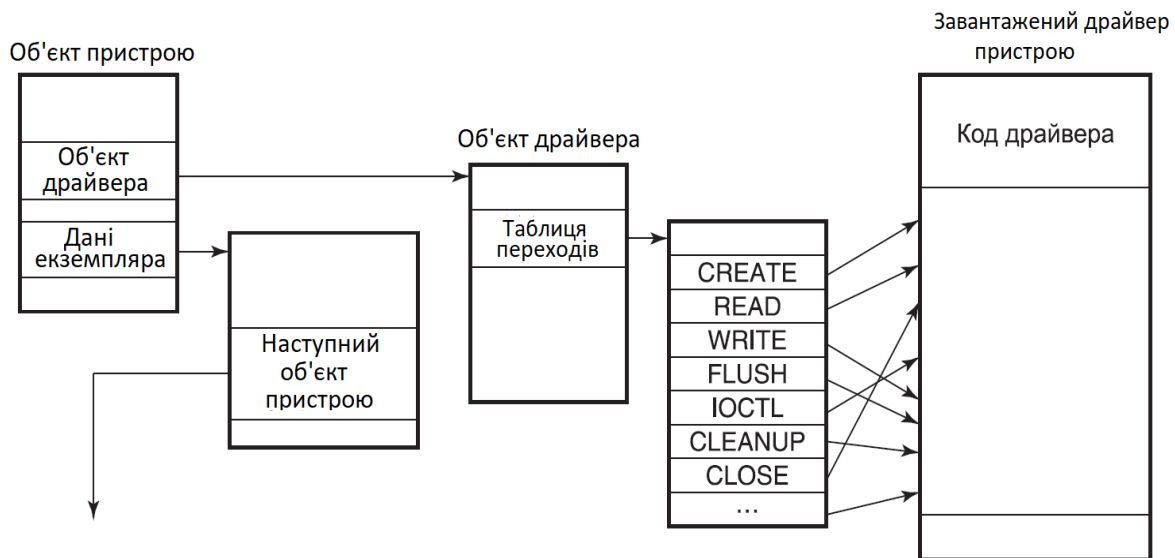 Завантажений драйвер
пристрою
Об'єкт пристрою
Об'єкт
драйвера
Дані
екземпляра
Наступний
об'єкт
пристрою
Об'єкт драйвера
Таблиця
переходів
CREATE
READ
WRITE
FLUSH
IOCTL
CLEANUP
CLOSE
...
Код драйвера